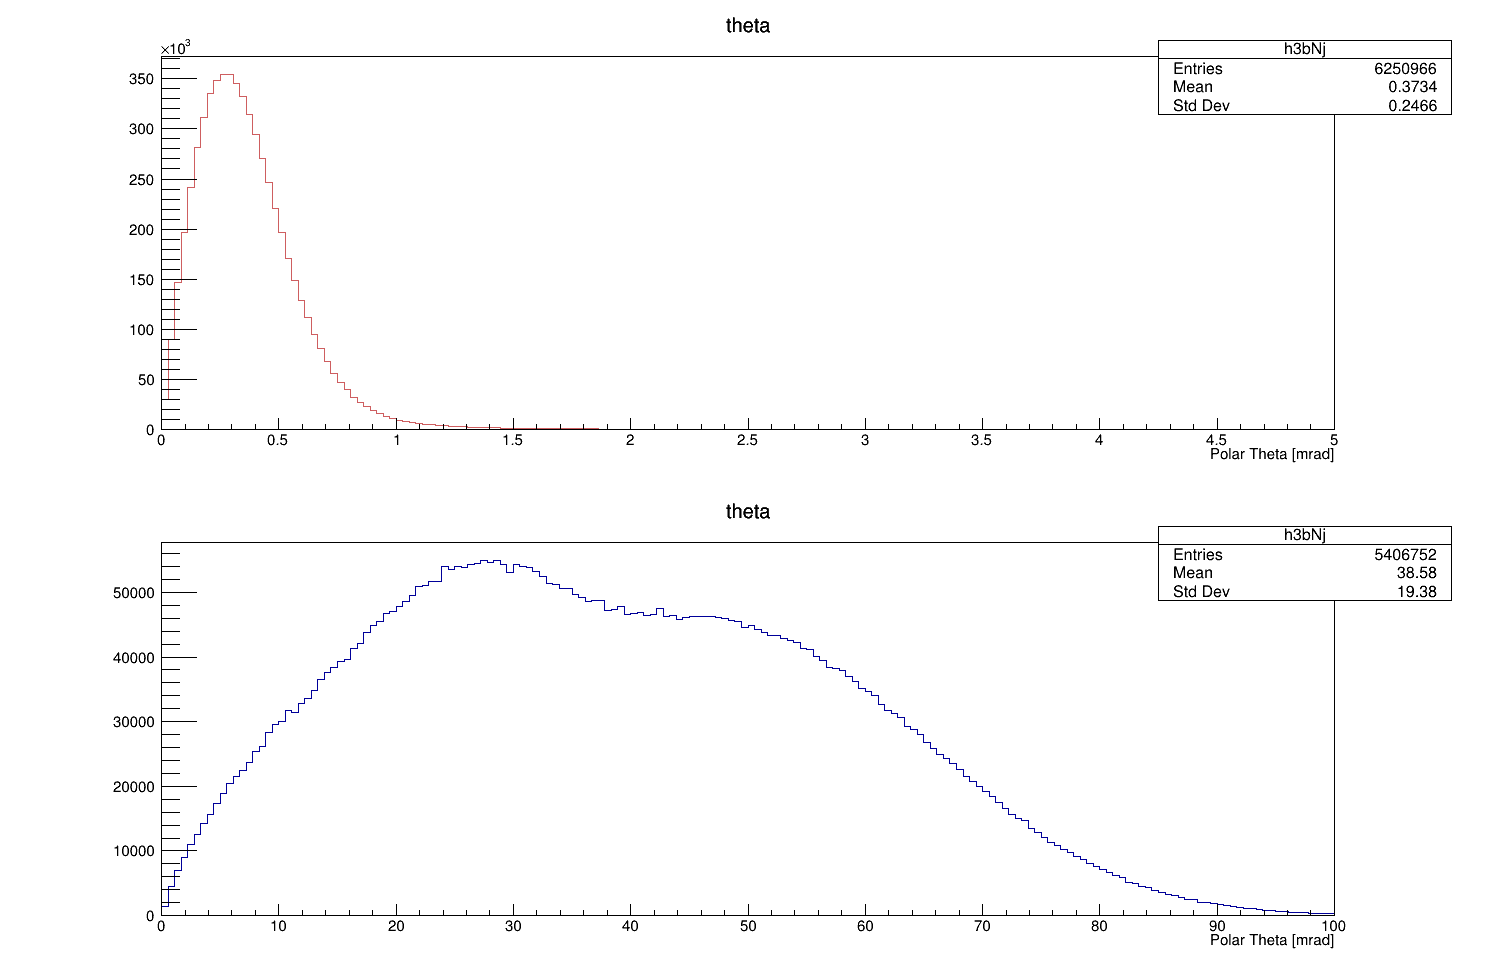 theta
×10³
h3bNj
Entries 6250966
Mean 0.3734
Std Dev 0.2466
350
300
250
200
150
100
50
0
0 0.5 1 1.5 2 2.5 3 3.5 4 4.5 5
Polar Theta [mrad]
theta
h3bNj
Entries 5406752
Mean 38.58
Std Dev 19.38
50000
40000
30000
20000
10000
0
0 10 20 30 40 50 60 70 80 90 100
Polar Theta [mrad]